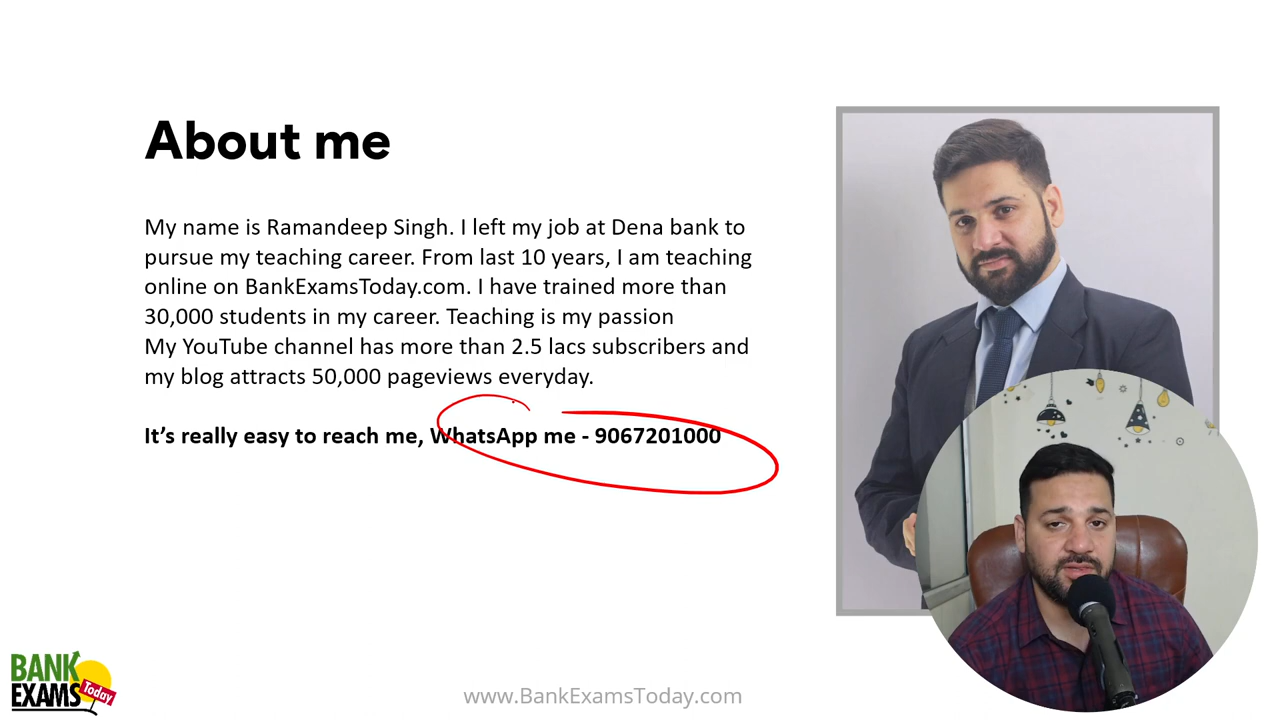 About me
My name is Ramandeep Singh. I left my job at Dena bank to
pursue my teaching career. From last 10 years, I am teaching
online on BankExamsToday.com. I have trained more than
30,000 students in my career. Teaching is my passion
My YouTube channel has more than 2.5 lacs subscribers and
my blog attracts 50,000 pageviews everyday.
It’s really easy to reach me, WhatsApp me - 9067201000
BANK
EXAMS Today
www.BankExamsToday.com